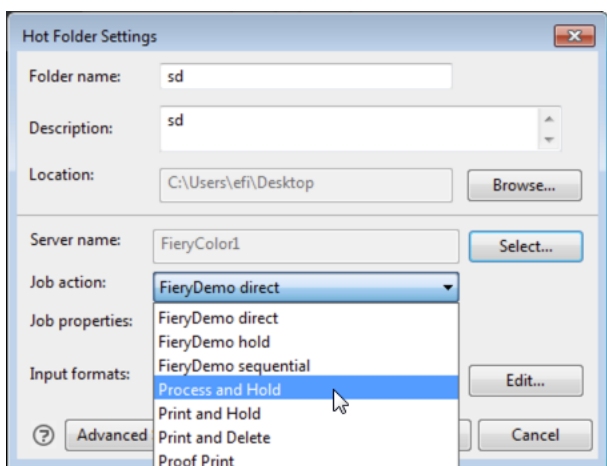 Hot Folder Settings
Folder name: sd
Description: sd
Location: C:\Users\efi\Desktop Browse...
Server name: FieryColor1 Select...
Job action: FieryDemo direct
Job properties: FieryDemo direct
FieryDemo hold
FieryDemo sequential
Input formats: Edit...
Process and Hold
Print and Hold
? Advanced Cancel
Print and Delete
Proof Print